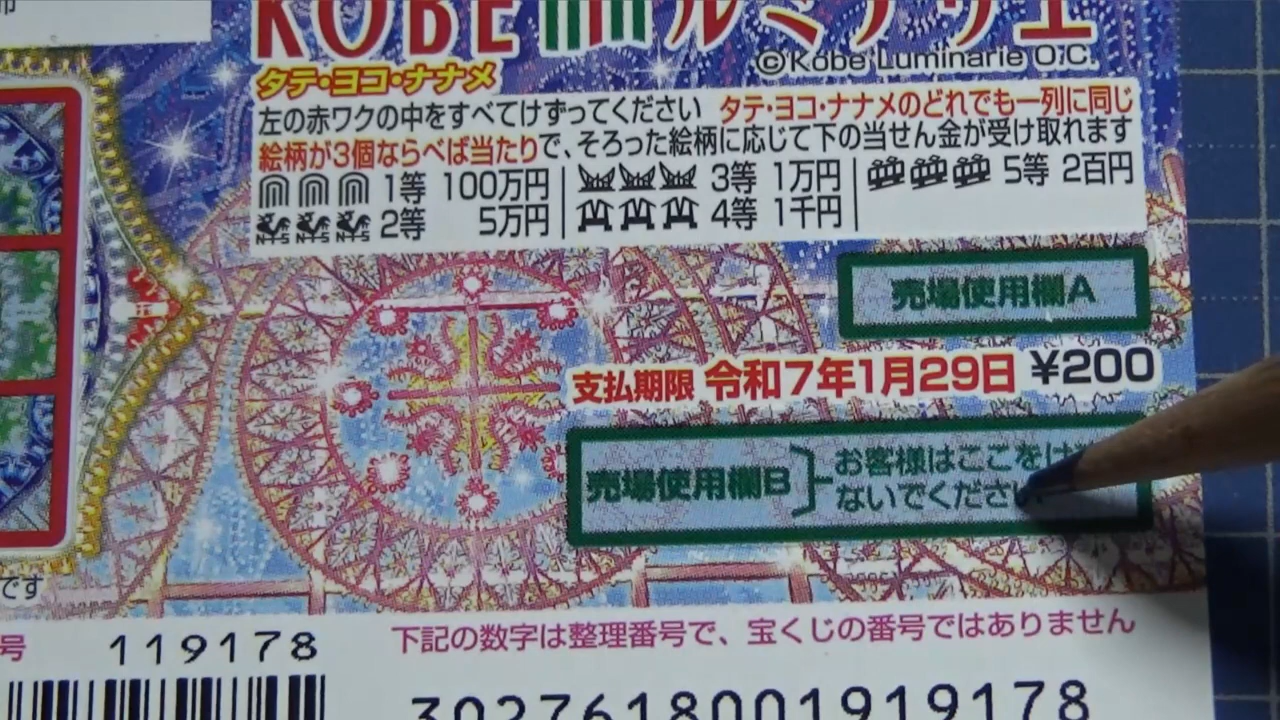 KOBE ルミナリエ
©Kobe Luminarie O.C.
タテ・ヨコ・ナナメ
左の赤ワクの中をすべてけずってください タテ・ヨコ・ナナメのどれでも一列に同じ
絵柄が3個ならべば当たりで、そろった絵柄に応じて下の当せん金が受け取れます
1等 100万円 3等 1万円 5等 2百円
2等 5万円 4等 1千円
売場使用欄A
支払期限 令和7年1月29日 ¥200
売場使用欄B お客様はここをけ
ないでくださ
です
号 119178 下記の数字は整理番号で、宝くじの番号ではありません
3027618001919178